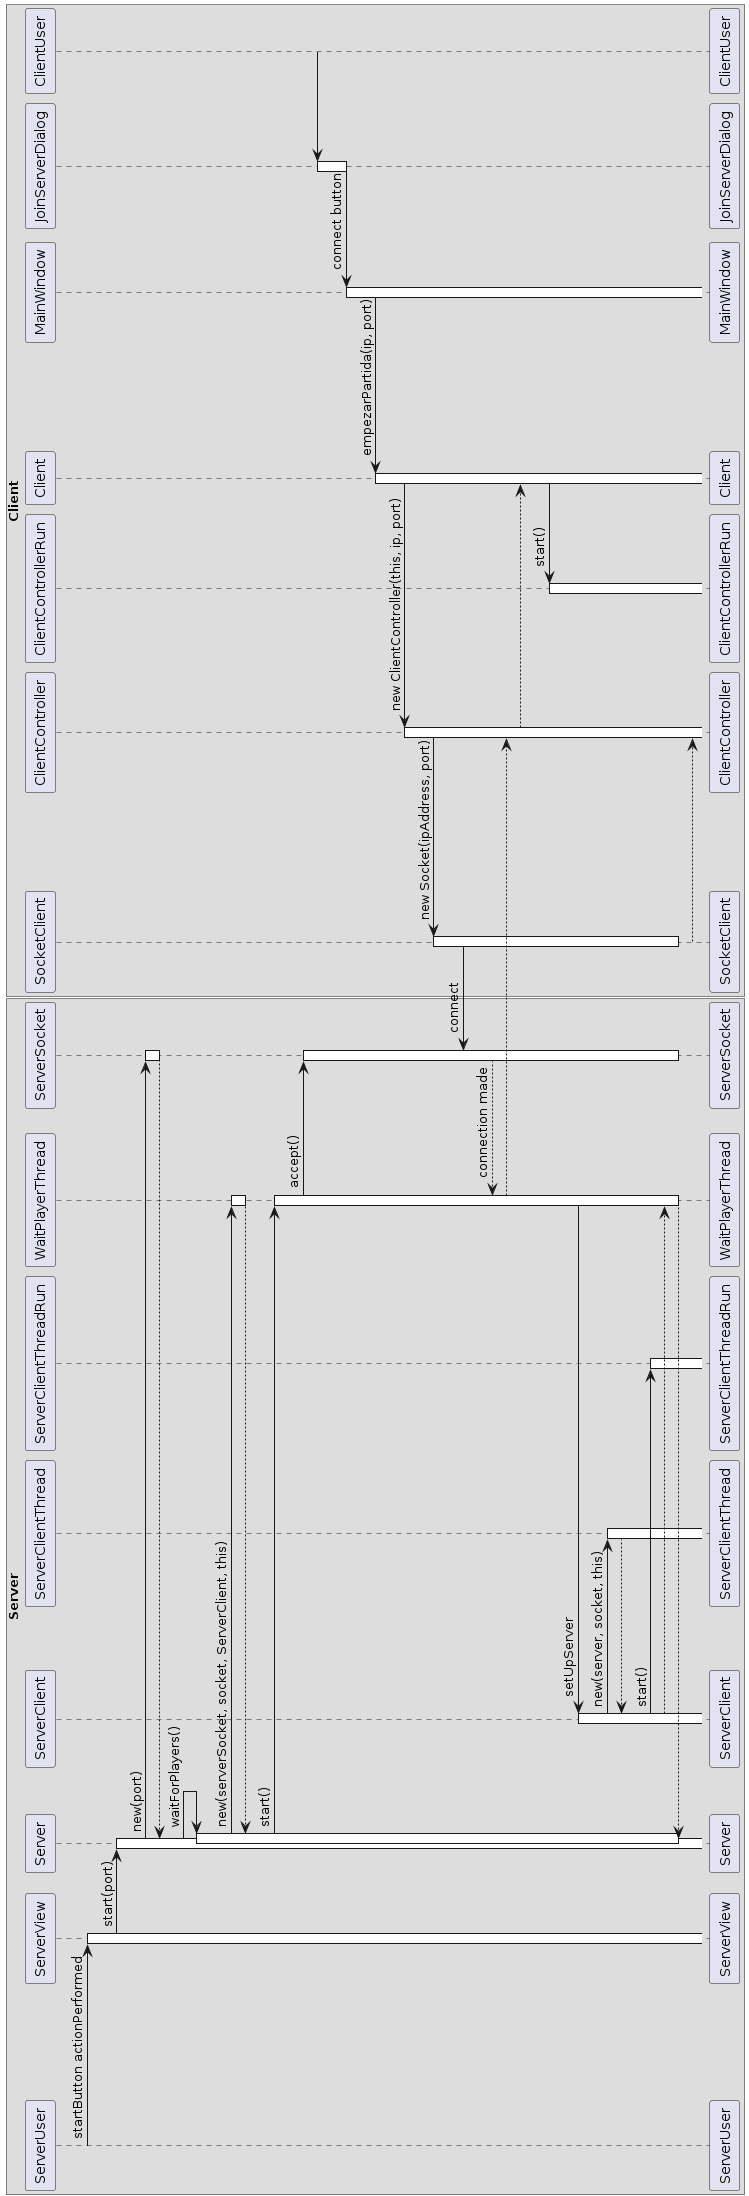 Server
Client
ServerUser
ServerView
Server
ServerClient
ServerClientThread
ServerClientThreadRun
WaitPlayerThread
ServerSocket
SocketClient
ClientController
ClientControllerRun
Client
MainWindow
JoinServerDialog
ClientUser
startButton actionPerformed
start(port)
new(port)
waitForPlayers()
new(serverSocket, socket, ServerClient, this)
start()
accept()
connect button
empezarPartida(ip, port)
new ClientController(this, ip, port)
new Socket(ipAddress, port)
connect
connection made
start()
setUpServer
new(server, socket, this)
start()
ServerUser
ServerView
Server
ServerClient
ServerClientThread
ServerClientThreadRun
WaitPlayerThread
ServerSocket
SocketClient
ClientController
ClientControllerRun
Client
MainWindow
JoinServerDialog
ClientUser